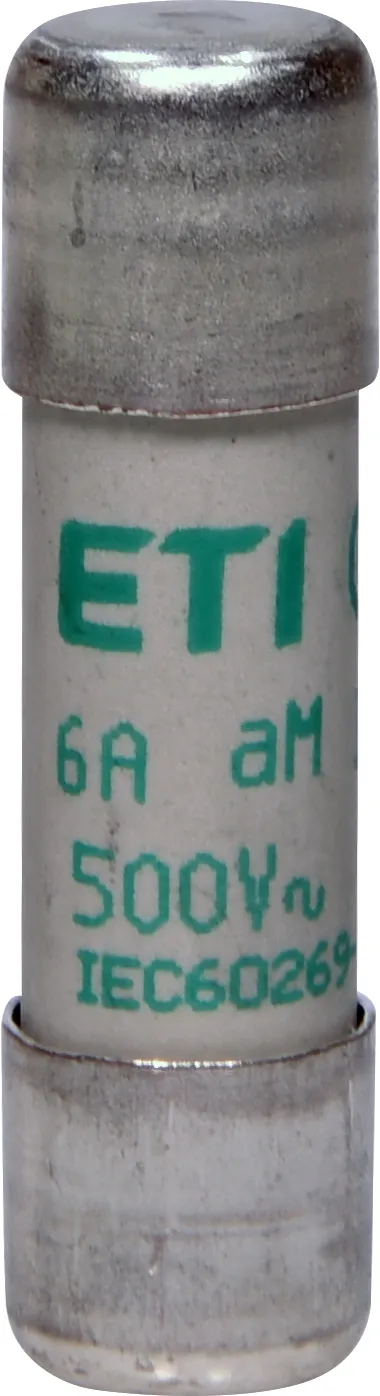 ETI
6A aM
500V~
IEC60269-